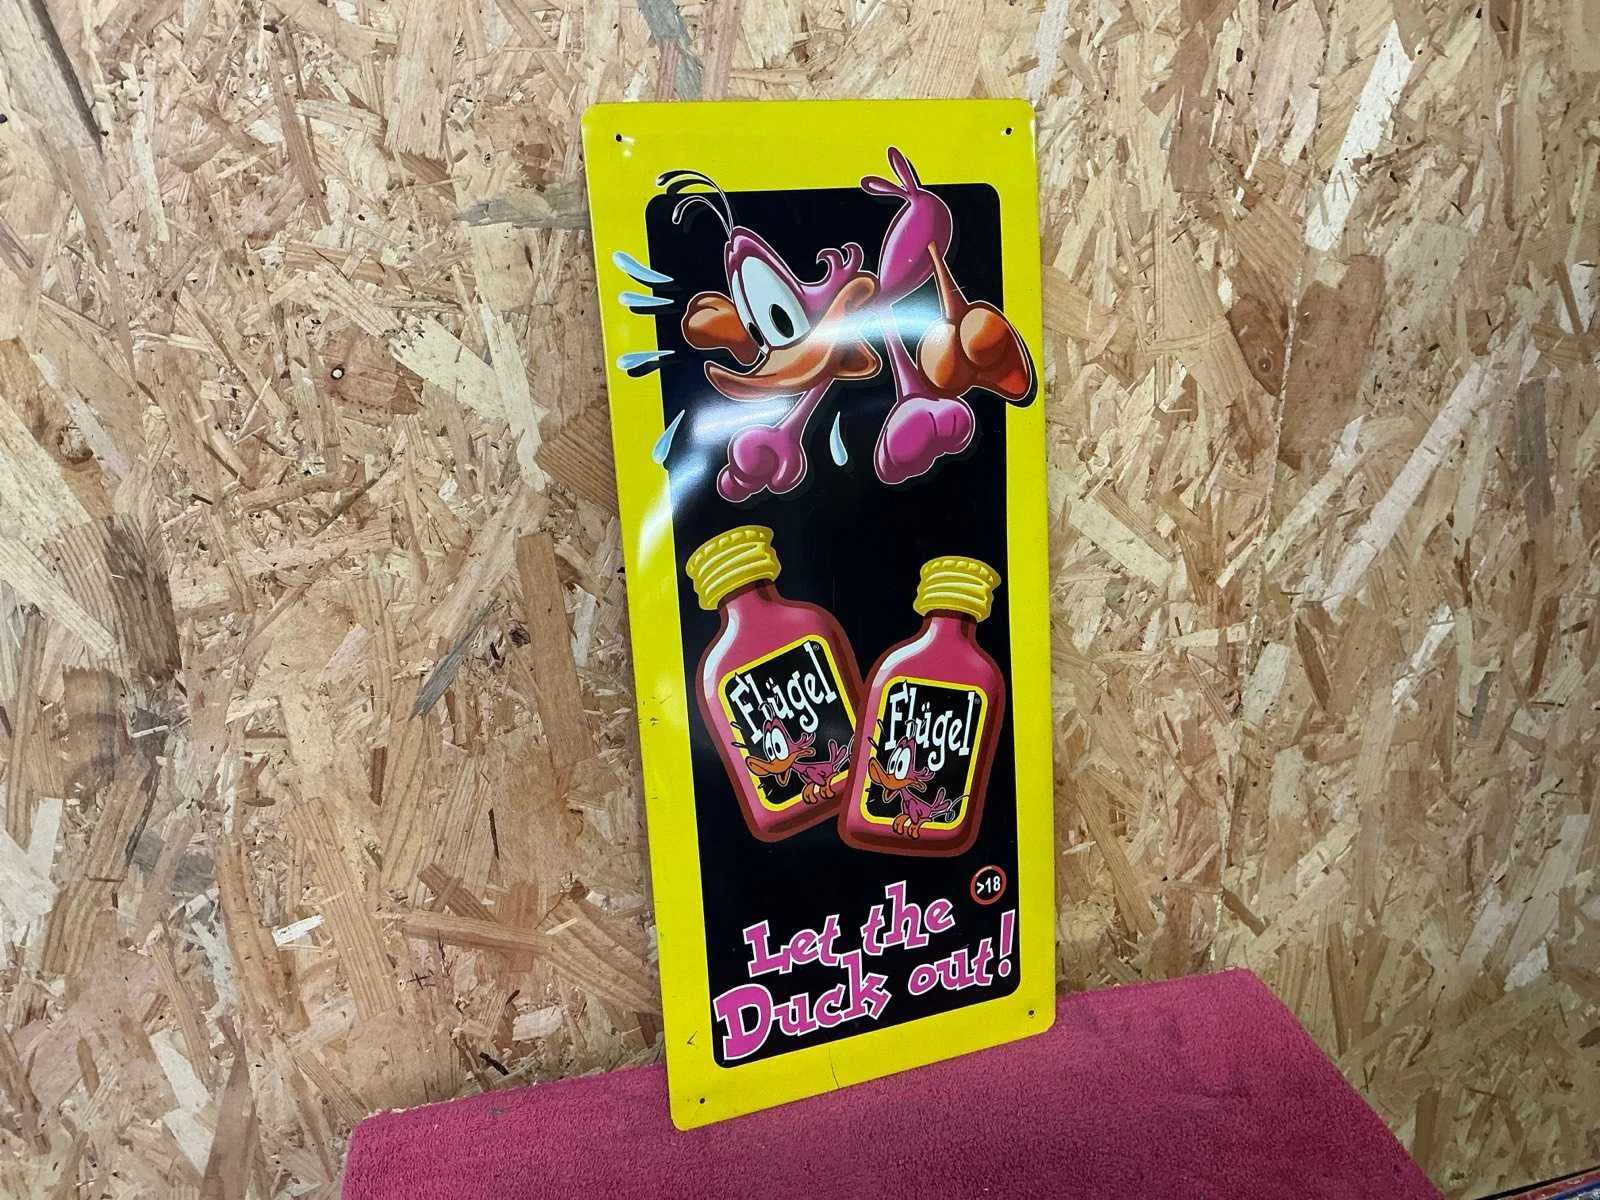 Flügel®
Flügel®
>18
Let the
Duck out!